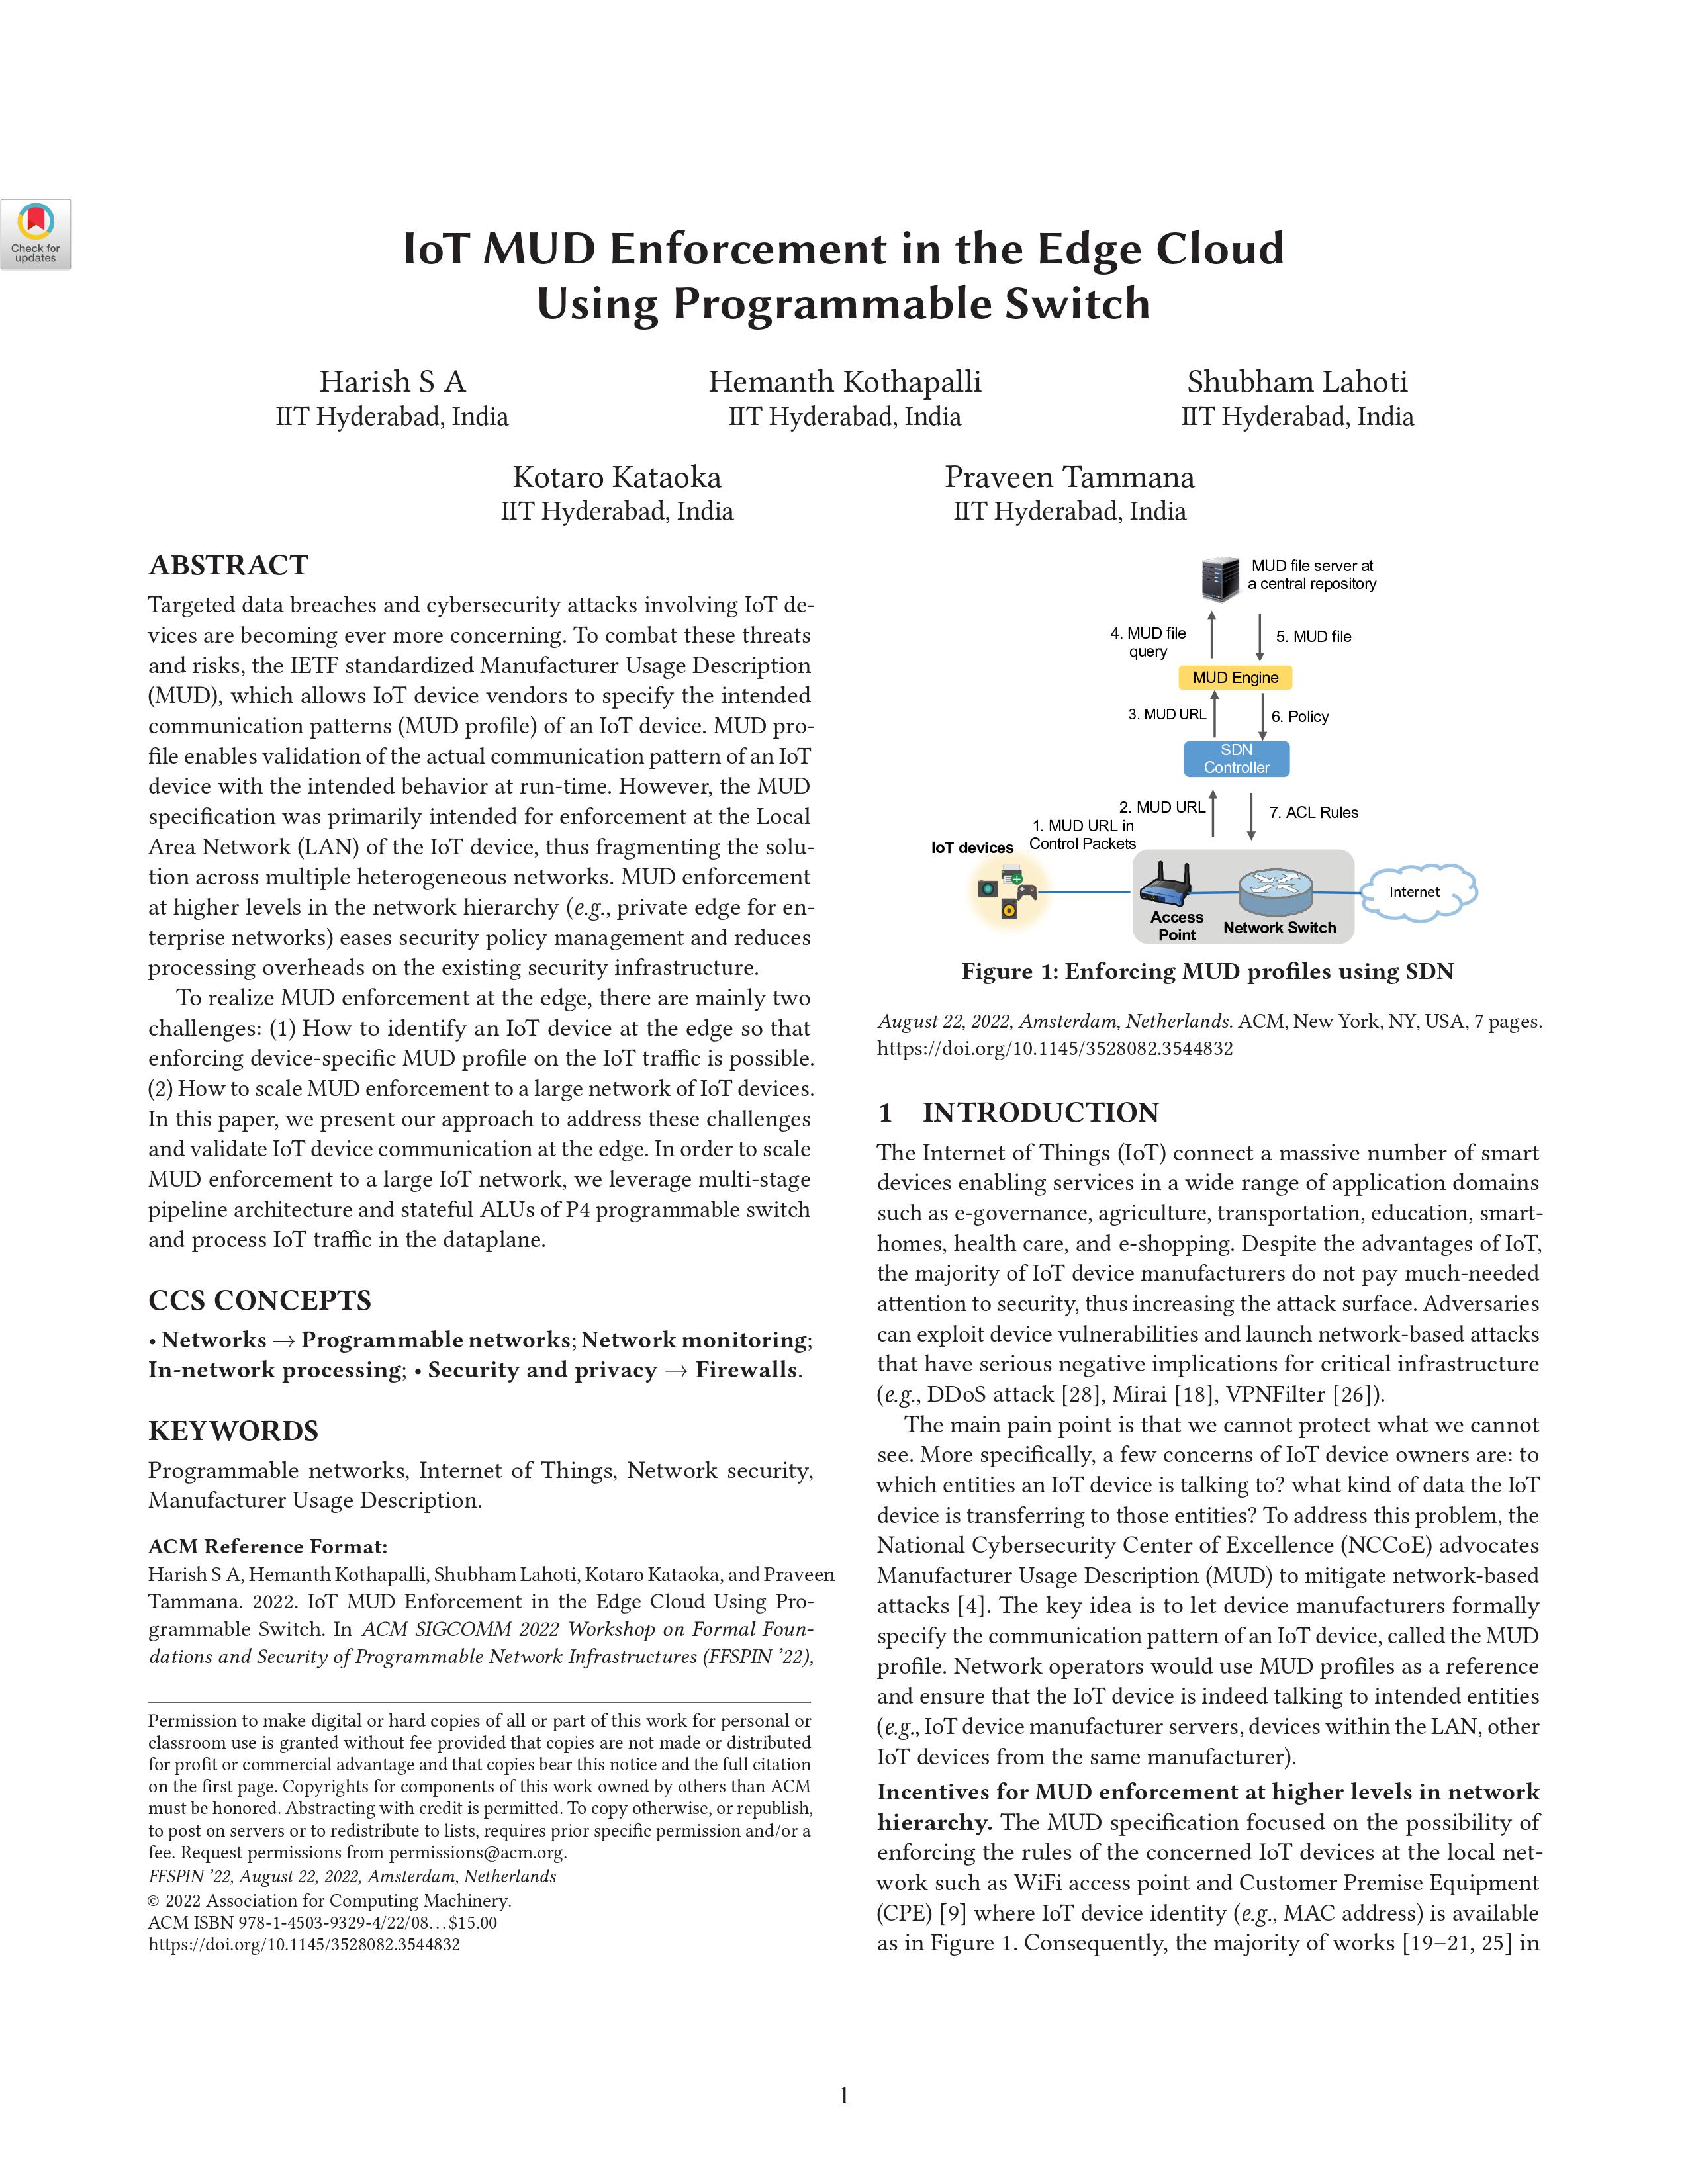 Check for
updates
IoT MUD Enforcement in the Edge Cloud
Using Programmable Switch
Harish S A
IIT Hyderabad, India
Hemanth Kothapalli
IIT Hyderabad, India
Shubham Lahoti
IIT Hyderabad, India
Kotaro Kataoka
IIT Hyderabad, India
Praveen Tammana
IIT Hyderabad, India
ABSTRACT
Targeted data breaches and cybersecurity attacks involving IoT de-
vices are becoming ever more concerning. To combat these threats
and risks, the IETF standardized Manufacturer Usage Description
(MUD), which allows IoT device vendors to specify the intended
communication patterns (MUD profile) of an IoT device. MUD pro-
file enables validation of the actual communication pattern of an IoT
device with the intended behavior at run-time. However, the MUD
specification was primarily intended for enforcement at the Local
Area Network (LAN) of the IoT device, thus fragmenting the solu-
tion across multiple heterogeneous networks. MUD enforcement
at higher levels in the network hierarchy (e.g., private edge for en-
terprise networks) eases security policy management and reduces
processing overheads on the existing security infrastructure.
To realize MUD enforcement at the edge, there are mainly two
challenges: (1) How to identify an IoT device at the edge so that
enforcing device-specific MUD profile on the IoT traffic is possible.
(2) How to scale MUD enforcement to a large network of IoT devices.
In this paper, we present our approach to address these challenges
and validate IoT device communication at the edge. In order to scale
MUD enforcement to a large IoT network, we leverage multi-stage
pipeline architecture and stateful ALUs of P4 programmable switch
and process IoT traffic in the dataplane.
CCS CONCEPTS
• Networks → Programmable networks; Network monitoring;
In-network processing; • Security and privacy → Firewalls.
KEYWORDS
Programmable networks, Internet of Things, Network security,
Manufacturer Usage Description.
ACM Reference Format:
Harish S A, Hemanth Kothapalli, Shubham Lahoti, Kotaro Kataoka, and Praveen
Tammana. 2022. IoT MUD Enforcement in the Edge Cloud Using Pro-
grammable Switch. In ACM SIGCOMM 2022 Workshop on Formal Foun-
dations and Security of Programmable Network Infrastructures (FFSPIN ’22),
Permission to make digital or hard copies of all or part of this work for personal or
classroom use is granted without fee provided that copies are not made or distributed
for profit or commercial advantage and that copies bear this notice and the full citation
on the first page. Copyrights for components of this work owned by others than ACM
must be honored. Abstracting with credit is permitted. To copy otherwise, or republish,
to post on servers or to redistribute to lists, requires prior specific permission and/or a
fee. Request permissions from permissions@acm.org.
FFSPIN ’22, August 22, 2022, Amsterdam, Netherlands
© 2022 Association for Computing Machinery.
ACM ISBN 978-1-4503-9329-4/22/08…$15.00
https://doi.org/10.1145/3528082.3544832
MUD file server at
a central repository
4. MUD file
query
5. MUD file
MUD Engine
3. MUD URL
6. Policy
SDN
Controller
2. MUD URL
7. ACL Rules
1. MUD URL in
Control Packets
IoT devices
Access
Point
Network Switch
Internet
Figure 1: Enforcing MUD profiles using SDN
August 22, 2022, Amsterdam, Netherlands. ACM, New York, NY, USA, 7 pages.
https://doi.org/10.1145/3528082.3544832
1 INTRODUCTION
The Internet of Things (IoT) connect a massive number of smart
devices enabling services in a wide range of application domains
such as e-governance, agriculture, transportation, education, smart-
homes, health care, and e-shopping. Despite the advantages of IoT,
the majority of IoT device manufacturers do not pay much-needed
attention to security, thus increasing the attack surface. Adversaries
can exploit device vulnerabilities and launch network-based attacks
that have serious negative implications for critical infrastructure
(e.g., DDoS attack [28], Mirai [18], VPNFilter [26]).
The main pain point is that we cannot protect what we cannot
see. More specifically, a few concerns of IoT device owners are: to
which entities an IoT device is talking to? what kind of data the IoT
device is transferring to those entities? To address this problem, the
National Cybersecurity Center of Excellence (NCCoE) advocates
Manufacturer Usage Description (MUD) to mitigate network-based
attacks [4]. The key idea is to let device manufacturers formally
specify the communication pattern of an IoT device, called the MUD
profile. Network operators would use MUD profiles as a reference
and ensure that the IoT device is indeed talking to intended entities
(e.g., IoT device manufacturer servers, devices within the LAN, other
IoT devices from the same manufacturer).
Incentives for MUD enforcement at higher levels in network
hierarchy. The MUD specification focused on the possibility of
enforcing the rules of the concerned IoT devices at the local net-
work such as WiFi access point and Customer Premise Equipment
(CPE) [9] where IoT device identity (e.g., MAC address) is available
as in Figure 1. Consequently, the majority of works [19–21, 25] in
1